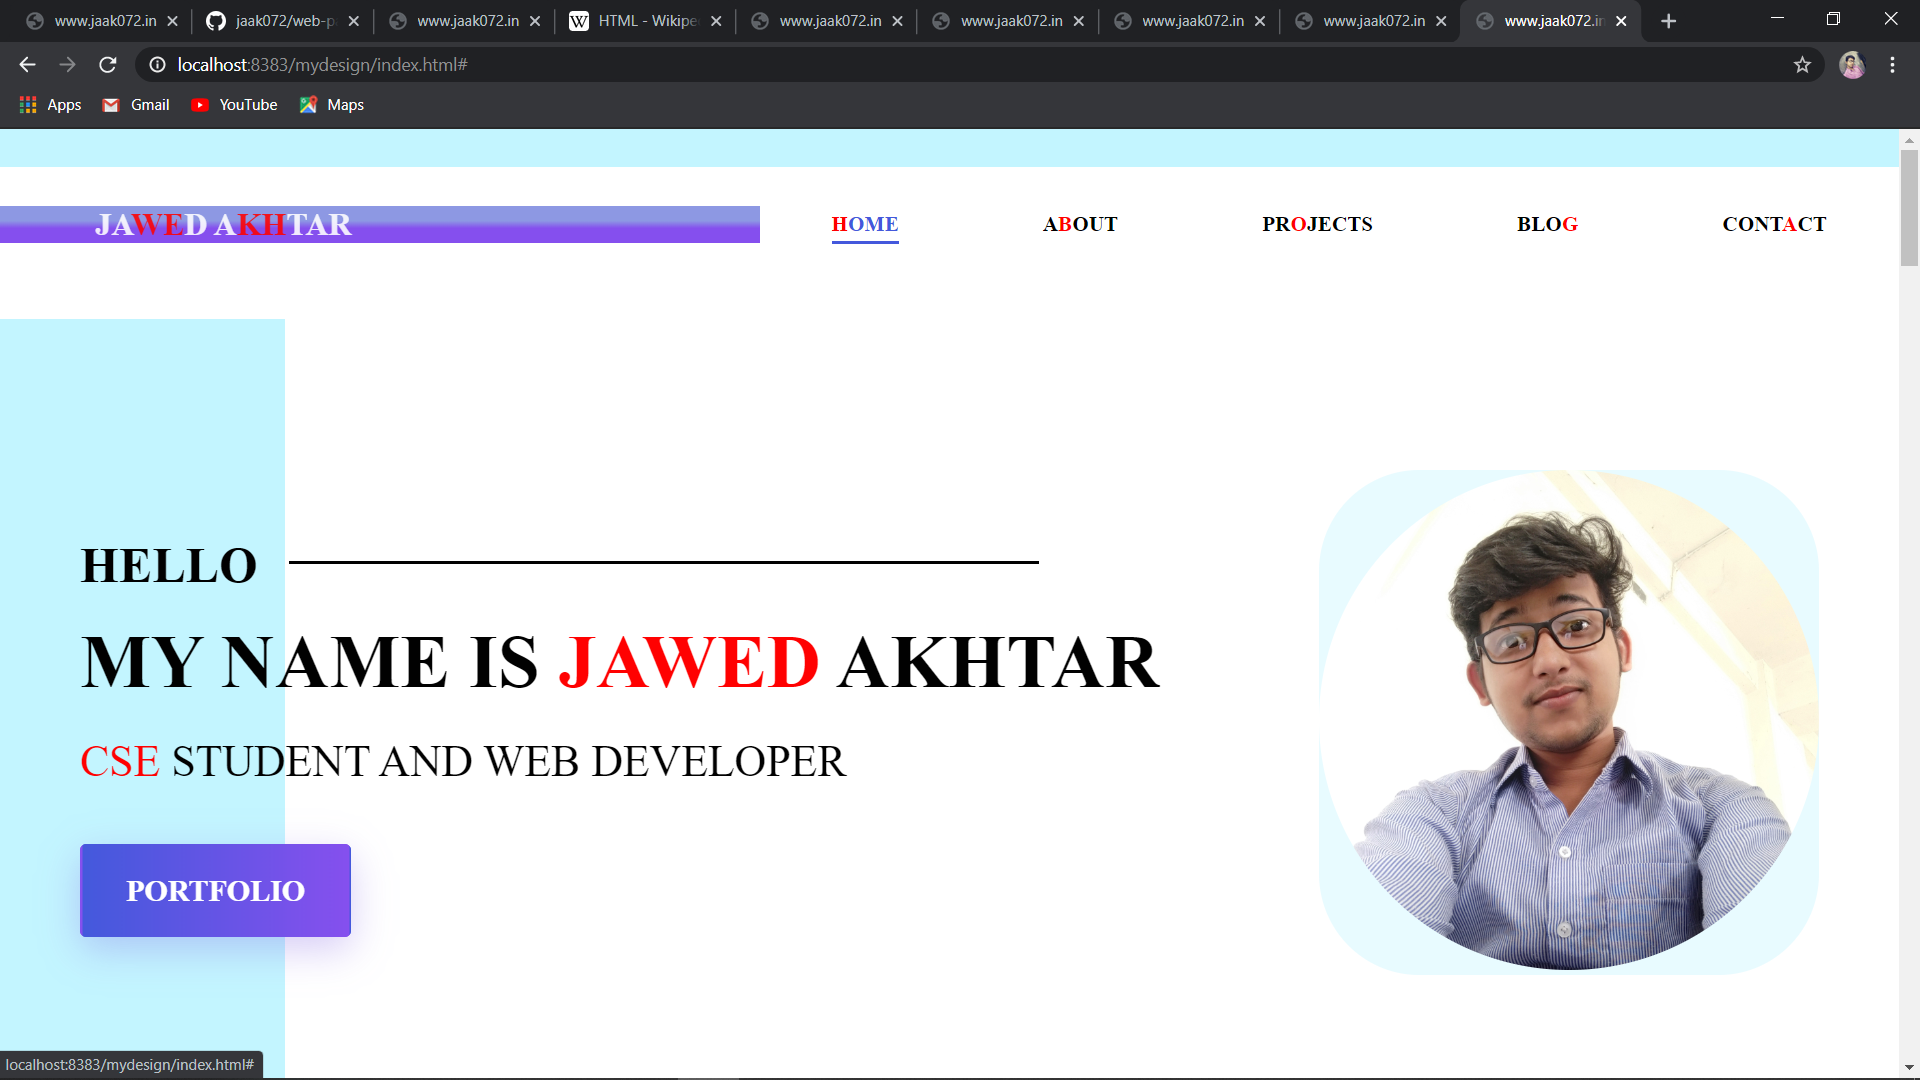 www.jaak072.in jaak072/web-p www.jaak072.in HTML - Wikipe www.jaak072.in www.jaak072.in www.jaak072.in www.jaak072.in www.jaak072.in
localhost:8383/mydesign/index.html#
Apps Gmail YouTube Maps
JAWED AKHTAR HOME ABOUT PROJECTS BLOG CONTACT
HELLO
MY NAME IS JAWED AKHTAR
CSE STUDENT AND WEB DEVELOPER
PORTFOLIO
localhost:8383/mydesign/index.html#